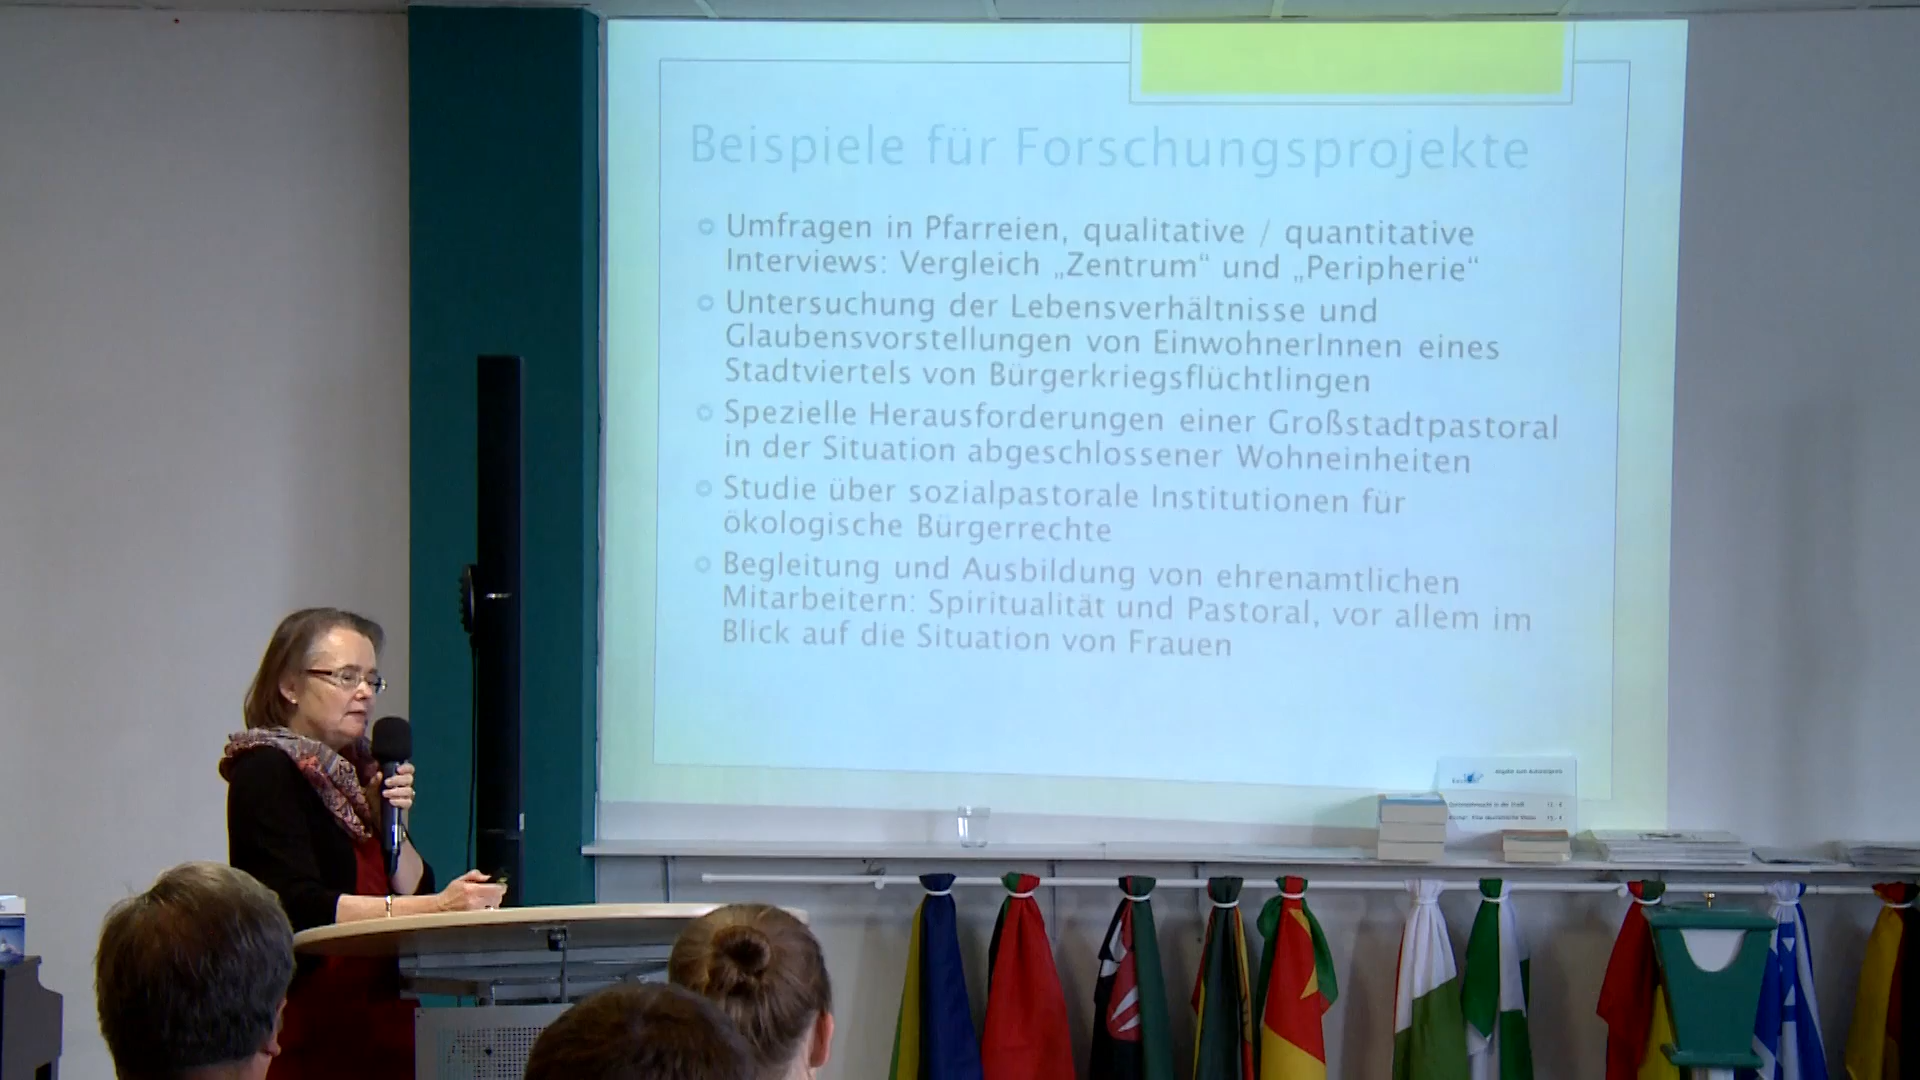 Beispiele für Forschungsprojekte
Umfragen in Pfarreien, qualitative / quantitative
Interviews: Vergleich „Zentrum“ und „Peripherie“
Untersuchung der Lebensverhältnisse und
Glaubensvorstellungen von EinwohnerInnen eines
Stadtviertels von Bürgerkriegsflüchtlingen
Spezielle Herausforderungen einer Großstadtpastoral
in der Situation abgeschlossener Wohneinheiten
Studie über sozialpastorale Institutionen für
ökologische Bürgerrechte
Begleitung und Ausbildung von ehrenamtlichen
Mitarbeitern: Spiritualität und Pastoral, vor allem im
Blick auf die Situation von Frauen